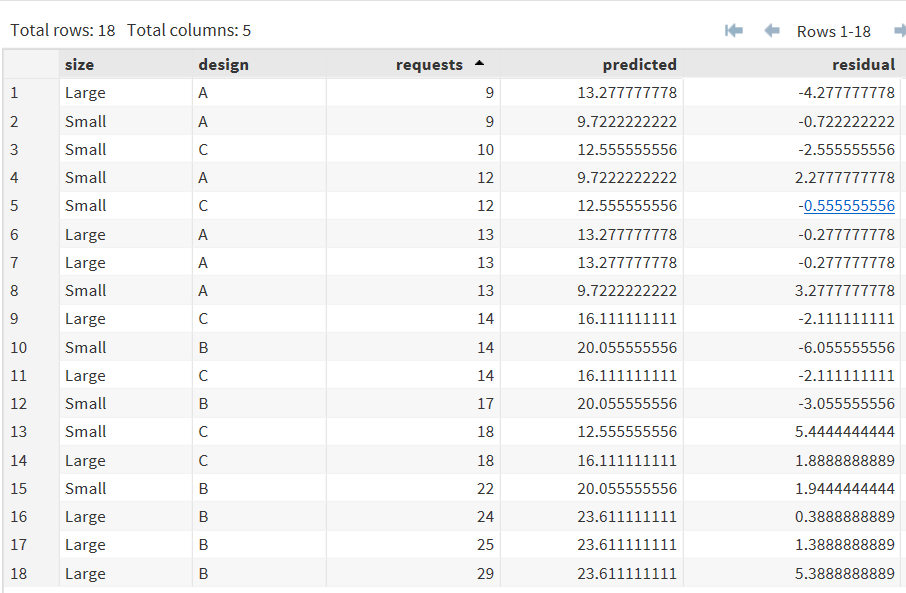 Total rows: 18 Total columns: 5 Rows 1-18
size design requests predicted residual
1 Large A 9 13.277777778 -4.277777778
2 Small A 9 9.7222222222 -0.722222222
3 Small C 10 12.555555556 -2.555555556
4 Small A 12 9.7222222222 2.2777777778
5 Small C 12 12.555555556 -0.555555556
6 Large A 13 13.277777778 -0.277777778
7 Large A 13 13.277777778 -0.277777778
8 Small A 13 9.7222222222 3.2777777778
9 Large C 14 16.111111111 -2.111111111
10 Small B 14 20.055555556 -6.055555556
11 Large C 14 16.111111111 -2.111111111
12 Small B 17 20.055555556 -3.055555556
13 Small C 18 12.555555556 5.4444444444
14 Large C 18 16.111111111 1.8888888889
15 Small B 22 20.055555556 1.9444444444
16 Large B 24 23.611111111 0.3888888889
17 Large B 25 23.611111111 1.3888888889
18 Large B 29 23.611111111 5.3888888889